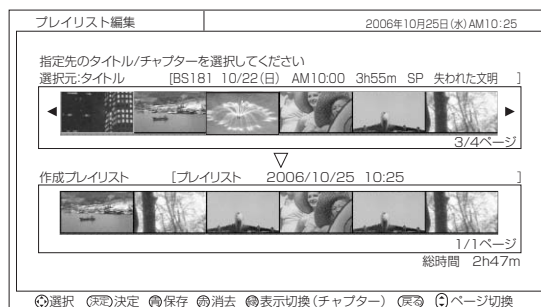 プレイリスト編集 2006年10月25日(水)AM10:25
指定先のタイトル/チャプターを選択してください
選択元:タイトル [BS181 10/22(日) AM10:00 3h55m SP 失われた文明 ]
3/4ページ
作成プレイリスト [プレイリスト 2006/10/25 10:25 ]
1/1ページ
総時間 2h47m
選択 決定決定 青保存 赤消去 緑表示切換(チャプター) 戻る ページ切換